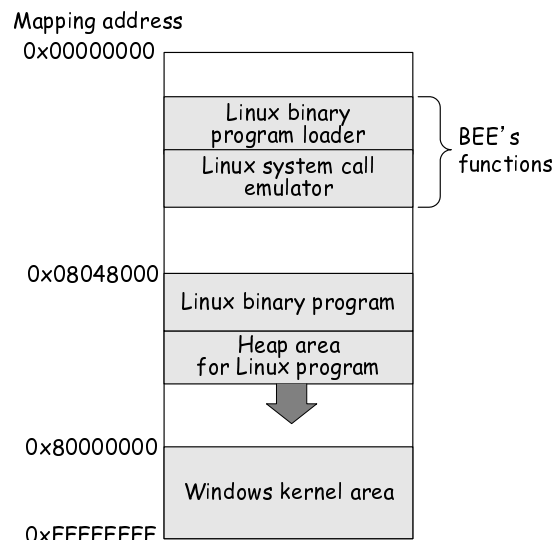 Mapping address
0x00000000
Linux binary
program loader
Linux system call
emulator
BEE's
functions
0x08048000
Linux binary program
Heap area
for Linux program
0x80000000
Windows kernel area
0xFFFFFFFF